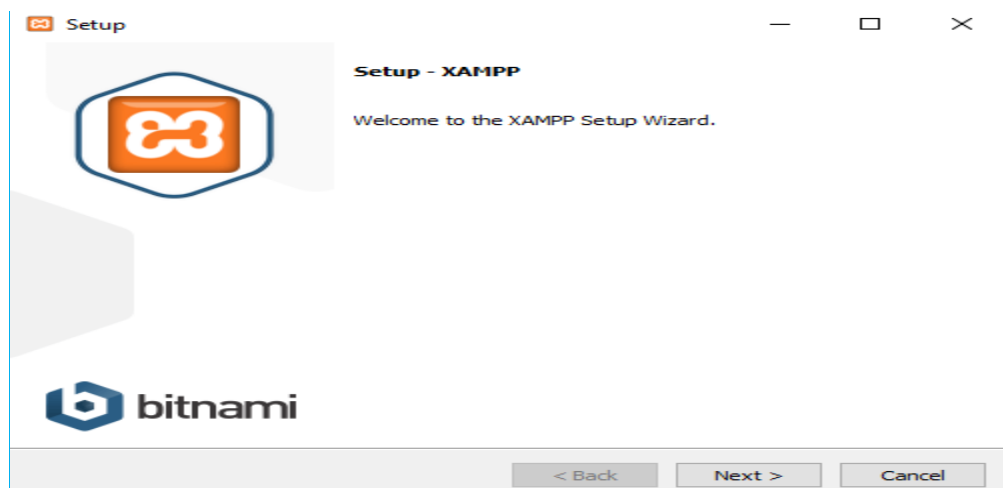 Setup
Setup - XAMPP
Welcome to the XAMPP Setup Wizard.
bitnami
< Back
Next >
Cancel